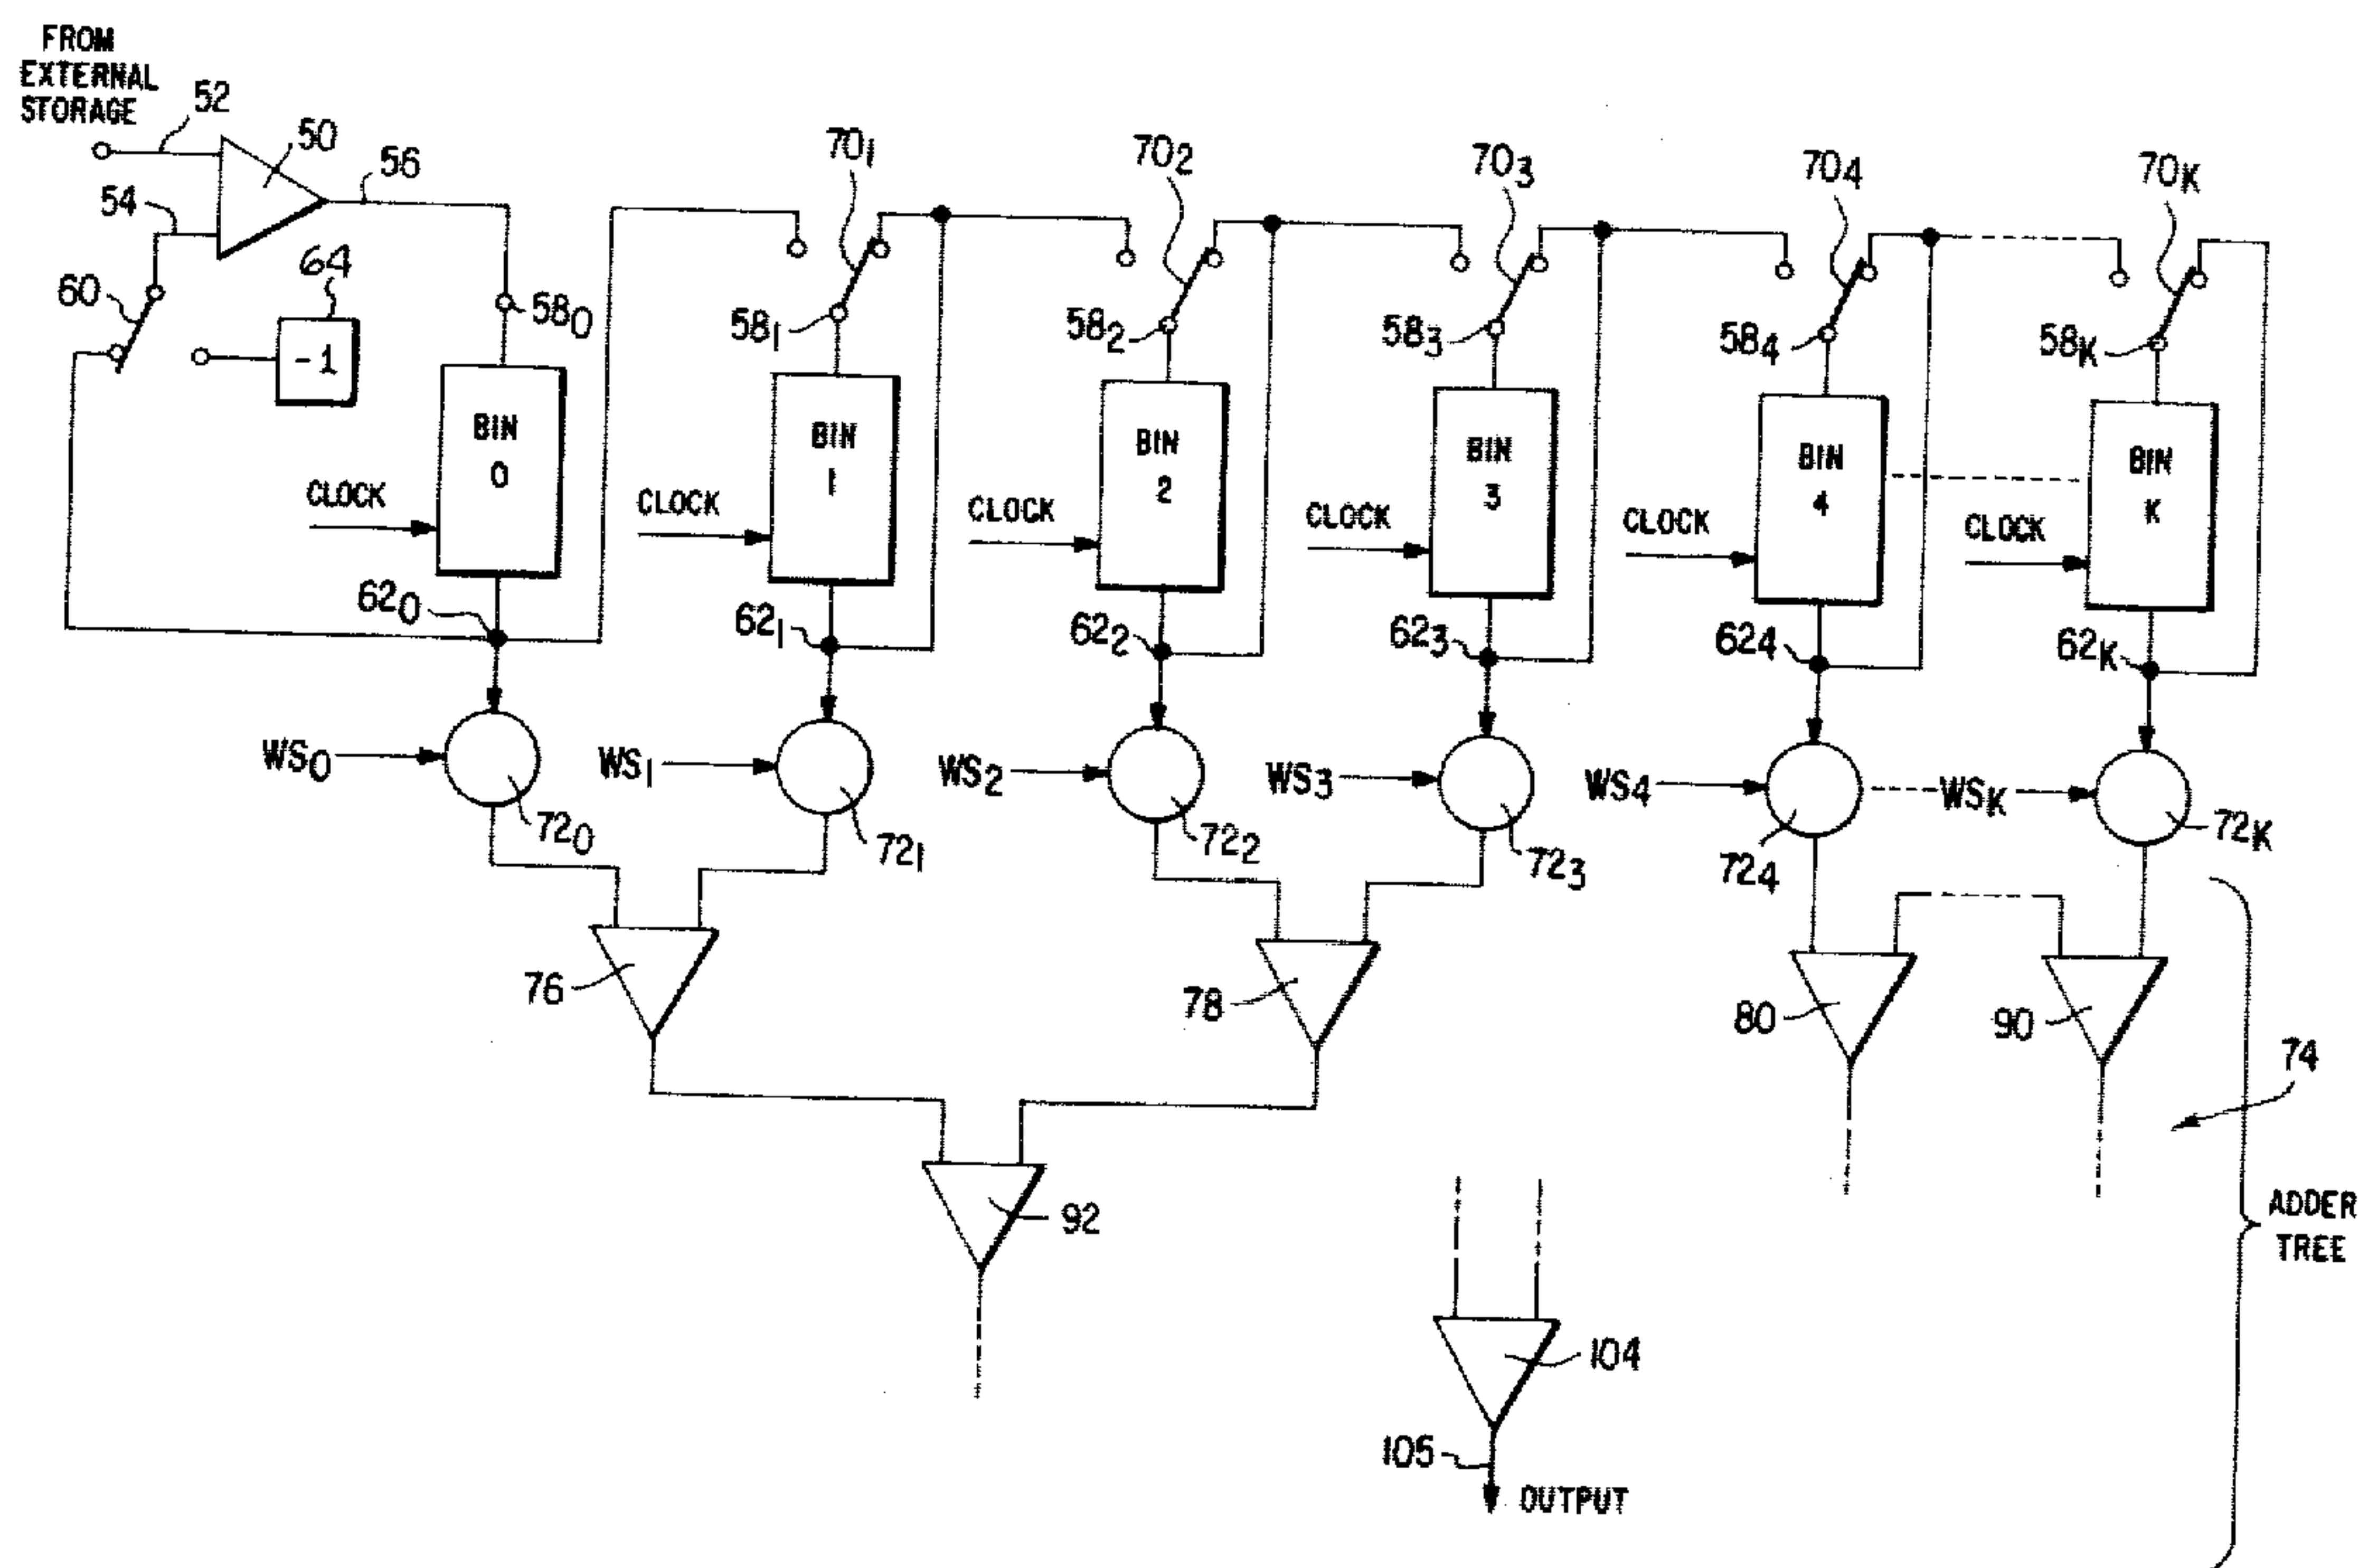 FROM
EXTERNAL
STORAGE
52
50
56
54
60
64
-1
58₀
70₁
70₂
70₃
70₄
70ₖ
58₁
58₂
58₃
58₄
58ₖ
BIN
0
BIN
1
BIN
2
BIN
3
BIN
4
BIN
K
CLOCK
CLOCK
CLOCK
CLOCK
CLOCK
CLOCK
62₀
62₁
62₂
62₃
62₄
62ₖ
WS₀
WS₁
WS₂
WS₃
WS₄
WSₖ
72₀
72₁
72₂
72₃
72₄
72ₖ
76
78
80
90
74
92
ADDER
TREE
104
105
OUTPUT